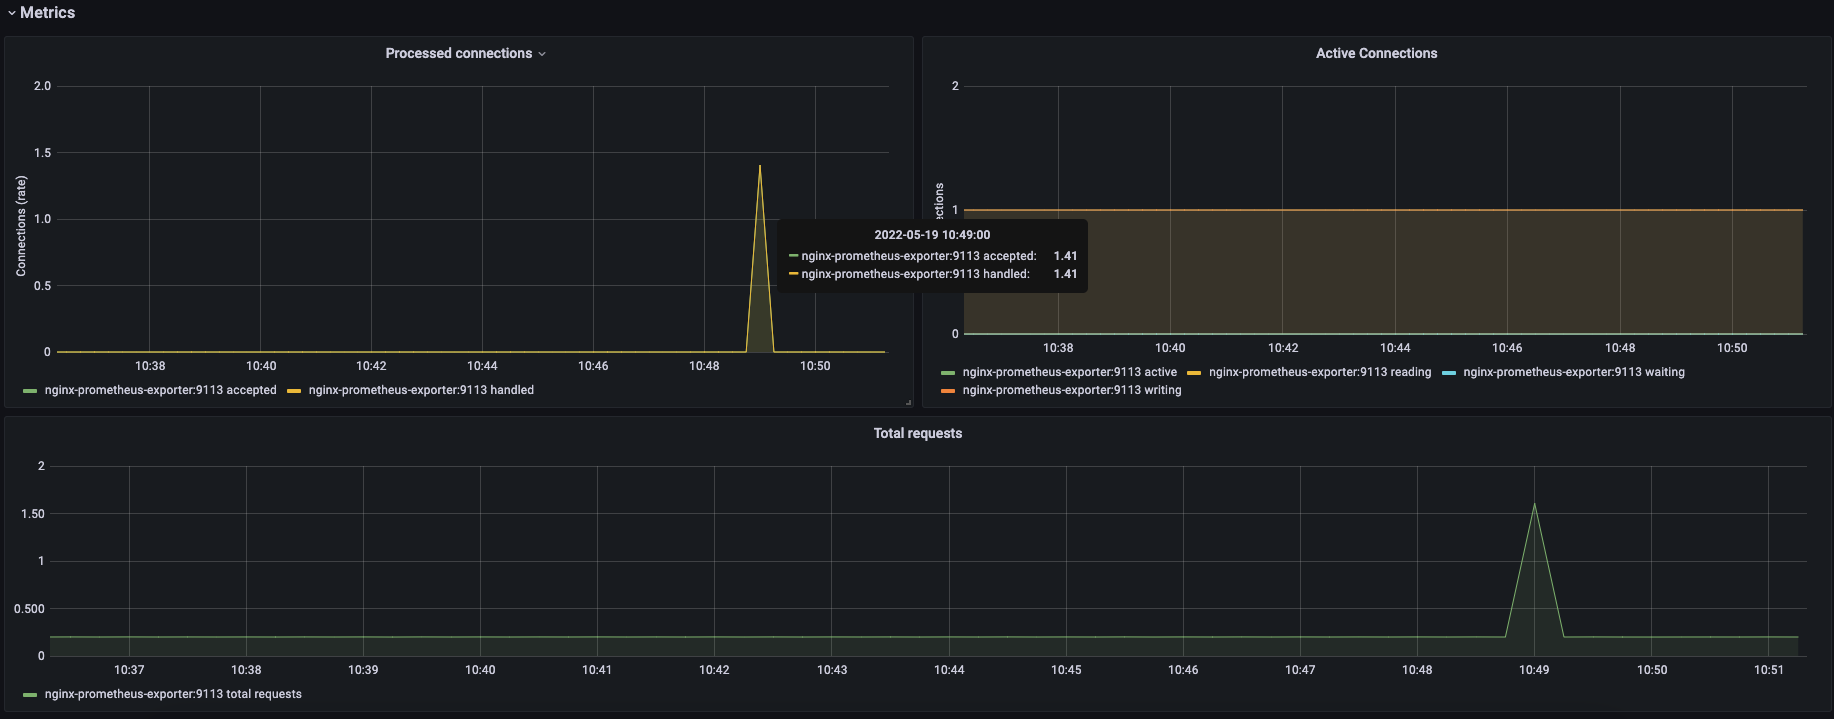 Metrics
Processed connections
2.0
1.5
1.0
0.5
0
Connections (rate)
10:38 10:40 10:42 10:44 10:46 10:48 10:50
nginx-prometheus-exporter:9113 accepted nginx-prometheus-exporter:9113 handled
2022-05-19 10:49:00
nginx-prometheus-exporter:9113 accepted: 1.41
nginx-prometheus-exporter:9113 handled: 1.41
Active Connections
2
1
0
10:38 10:40 10:42 10:44 10:46 10:48 10:50
nginx-prometheus-exporter:9113 active nginx-prometheus-exporter:9113 reading nginx-prometheus-exporter:9113 waiting
nginx-prometheus-exporter:9113 writing
Total requests
2
1.50
1
0.500
0
10:37 10:38 10:39 10:40 10:41 10:42 10:43 10:44 10:45 10:46 10:47 10:48 10:49 10:50 10:51
nginx-prometheus-exporter:9113 total requests